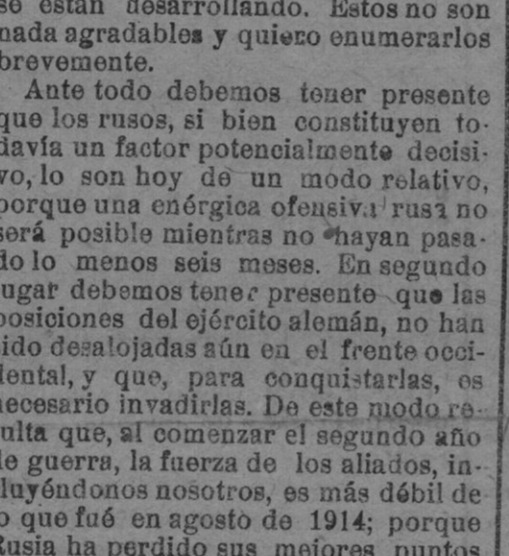 se están desarrollando. Estos no son
nada agradables y quiero enumerarlos
brevemente.
Ante todo debemos tener presente
que los rusos, si bien constituyen to-
davía un factor potencialmente decisi-
vo, lo son hoy de un modo relativo,
porque una enérgica ofensiva rusa no
será posible mientras no hayan pasa-
do lo menos seis meses. En segundo
lugar debemos tener presente que las
posiciones del ejército alemán, no han
sido desalojadas aún en el frente occi-
dental, y que, para conquistarlas, es
necesario invadirlas. De este modo re-
sulta que, al comenzar el segundo año
de guerra, la fuerza de los aliados, in-
cluyéndonos nosotros, es más débil de
lo que fué en agosto de 1914; porque
Rusia ha perdido sus mejores puntos